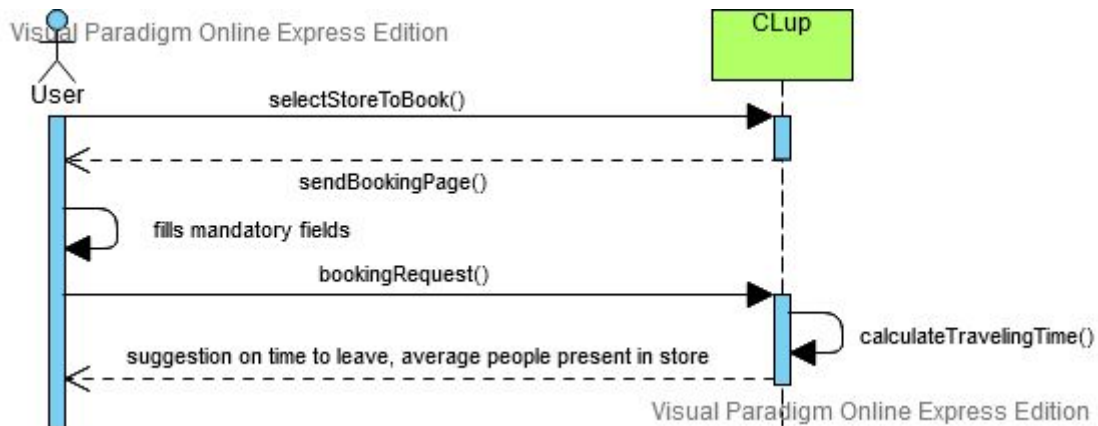 Visual Paradigm Online Express Edition
CLup
User
selectStoreToBook()
sendBookingPage()
fills mandatory fields
bookingRequest()
calculateTravelingTime()
suggestion on time to leave, average people present in store
Visual Paradigm Online Express Edition